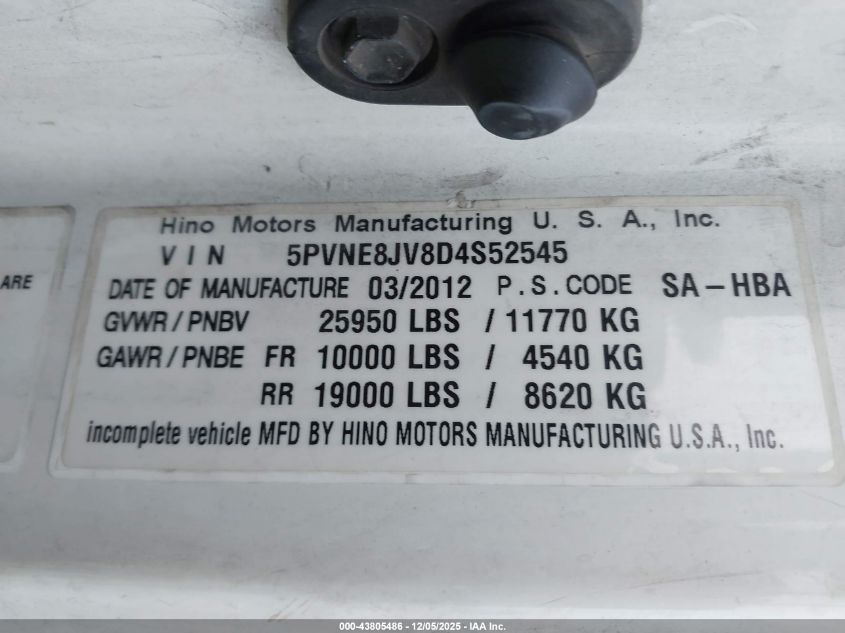 Hino Motors Manufacturing U. S. A., Inc.
V I N 5PVNE8JV8D4S52545
ARE
DATE OF MANUFACTURE 03/2012 P.S.CODE SA-HBA
GVWR / PNBV 25950 LBS / 11770 KG
GAWR / PNBE FR 10000 LBS / 4540 KG
RR 19000 LBS / 8620 KG
incomplete vehicle MFD BY HINO MOTORS MANUFACTURING U.S.A., Inc.
000-43805486 - 12/05/2025 - IAA Inc.